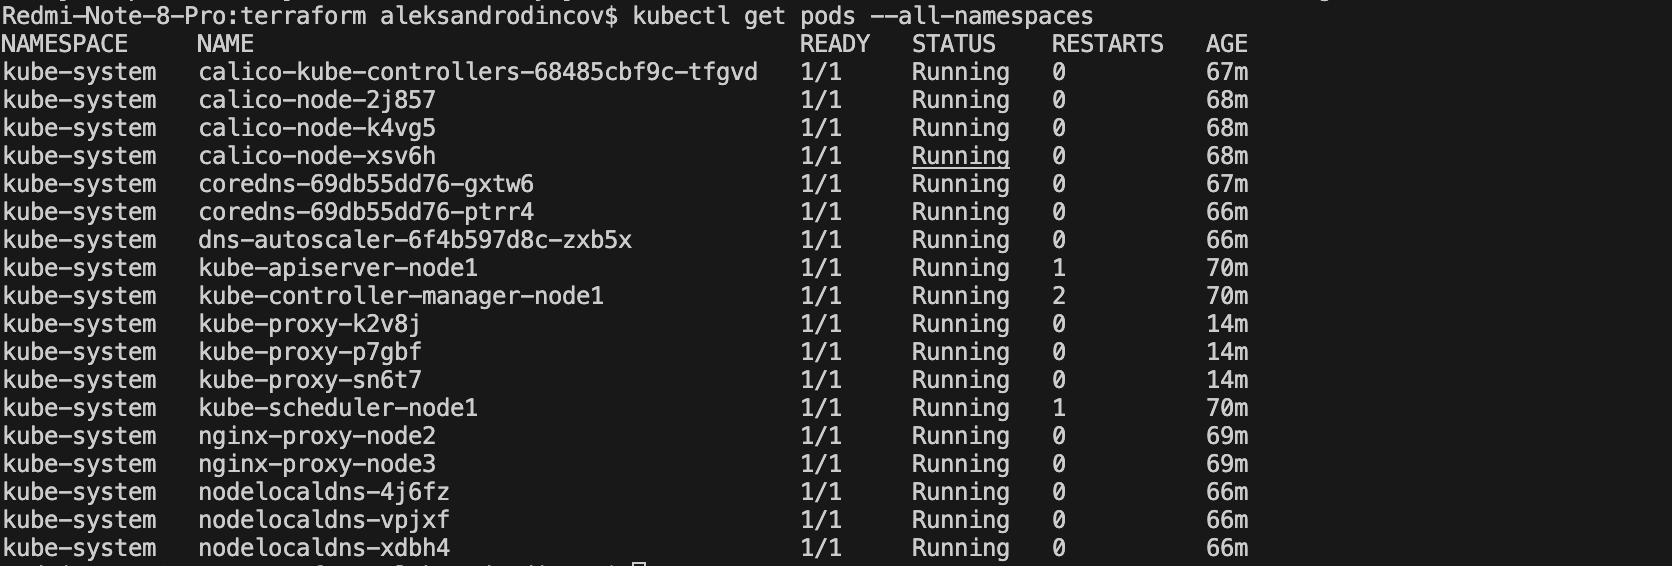 Redmi-Note-8-Pro:terraform aleksandrodincov$ kubectl get pods --all-namespaces
NAMESPACE NAME READY STATUS RESTARTS AGE
kube-system calico-kube-controllers-68485cbf9c-tfgvd 1/1 Running 0 67m
kube-system calico-node-2j857 1/1 Running 0 68m
kube-system calico-node-k4vg5 1/1 Running 0 68m
kube-system calico-node-xsv6h 1/1 Running 0 68m
kube-system coredns-69db55dd76-gxtw6 1/1 Running 0 67m
kube-system coredns-69db55dd76-ptrr4 1/1 Running 0 66m
kube-system dns-autoscaler-6f4b597d8c-zxb5x 1/1 Running 0 66m
kube-system kube-apiserver-node1 1/1 Running 1 70m
kube-system kube-controller-manager-node1 1/1 Running 2 70m
kube-system kube-proxy-k2v8j 1/1 Running 0 14m
kube-system kube-proxy-p7gbf 1/1 Running 0 14m
kube-system kube-proxy-sn6t7 1/1 Running 0 14m
kube-system kube-scheduler-node1 1/1 Running 1 70m
kube-system nginx-proxy-node2 1/1 Running 0 69m
kube-system nginx-proxy-node3 1/1 Running 0 69m
kube-system nodelocaldns-4j6fz 1/1 Running 0 66m
kube-system nodelocaldns-vpjxf 1/1 Running 0 66m
kube-system nodelocaldns-xdbh4 1/1 Running 0 66m